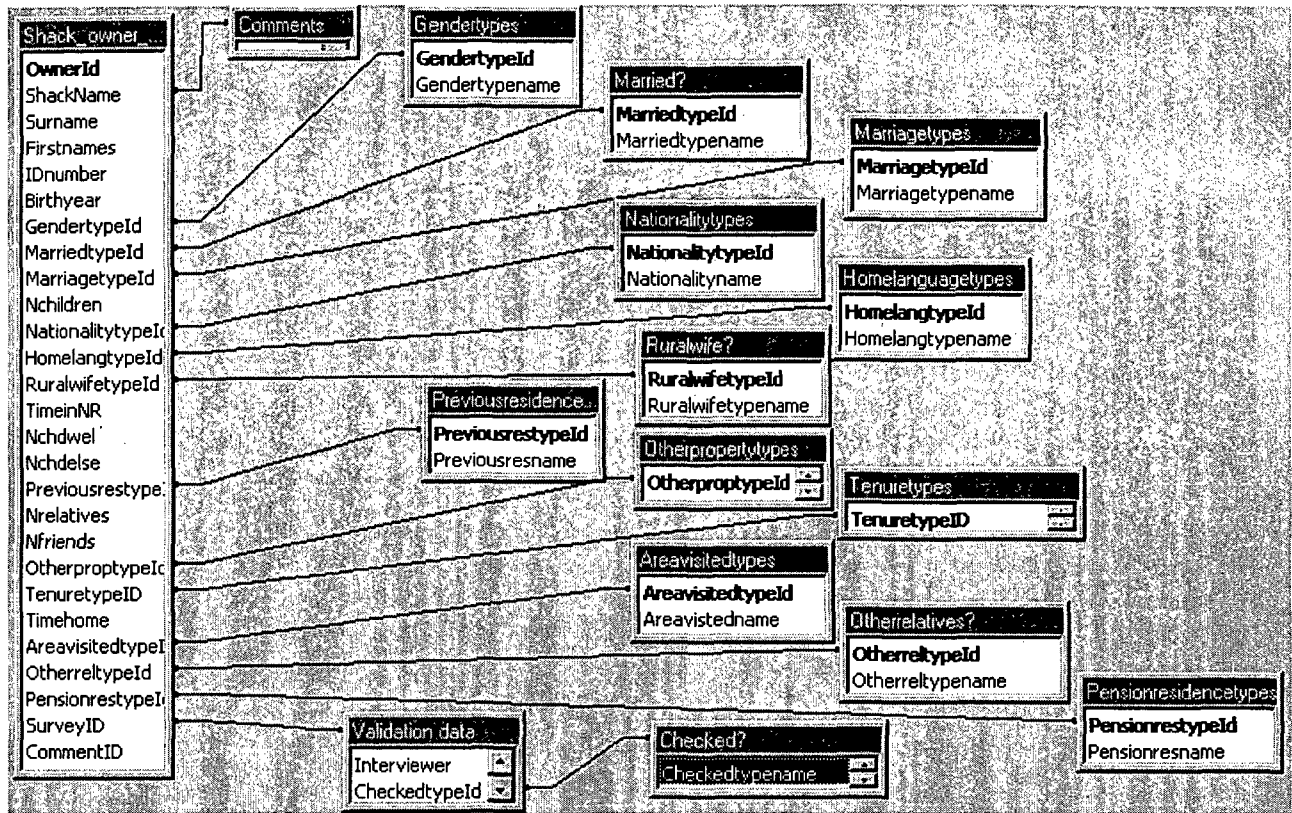 Shack_owner_...
OwnerId
ShackName
Surname
Firstnames
IDnumber
Birthyear
GendertypeId
MarriedtypeId
MarriagetypeId
Nchildren
NationalitytypeId
HomelangtypeId
RuralwifetypeId
TimeinNR
Nchdwel
Nchdelse
Previousrestype
Nrelatives
Nfriends
OtherproptypeId
TenuretypeID
Timehome
AreavisitedtypeI
OtherreltypeId
PensionrestypeI
SurveyID
CommentID
Comments
Gendertypes
GendertypeId
Gendertypename
Married?
MarriedtypeId
Marriedtypename
Marriagetypes
MarriagetypeId
Marriagetypename
Nationalitytypes
NationalitytypeId
Nationalityname
Homelanguagetypes
HomelangtypeId
Homelangtypename
Ruralwife?
RuralwifetypeId
Ruralwifetypename
Previousresidence...
PreviousrestypeId
Previousresname
Otherpropertytypes
OtherproptypeId
Tenuretypes
TenuretypeID
Areavisitedtypes
AreavisitedtypeId
Areavistedname
Otherrelatives?
OtherreltypeId
Otherreltypename
Pensionresidencetypes
PensionrestypeId
Pensionresname
Validation data
Interviewer
CheckedtypeId
Checked?
Checkedtypename